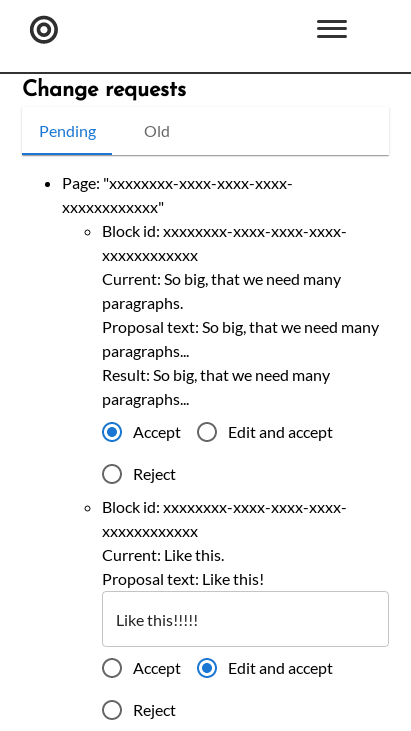 Change requests
Pending Old
Page: "xxxxxxxx-xxxx-xxxx-xxxx-
xxxxxxxxxxxx"
Block id: xxxxxxxx-xxxx-xxxx-xxxx-
xxxxxxxxxxxx
Current: So big, that we need many
paragraphs.
Proposal text: So big, that we need many
paragraphs...
Result: So big, that we need many
paragraphs...
Accept Edit and accept
Reject
Block id: xxxxxxxx-xxxx-xxxx-xxxx-
xxxxxxxxxxxx
Current: Like this.
Proposal text: Like this!
Like this!!!!!
Accept Edit and accept
Reject